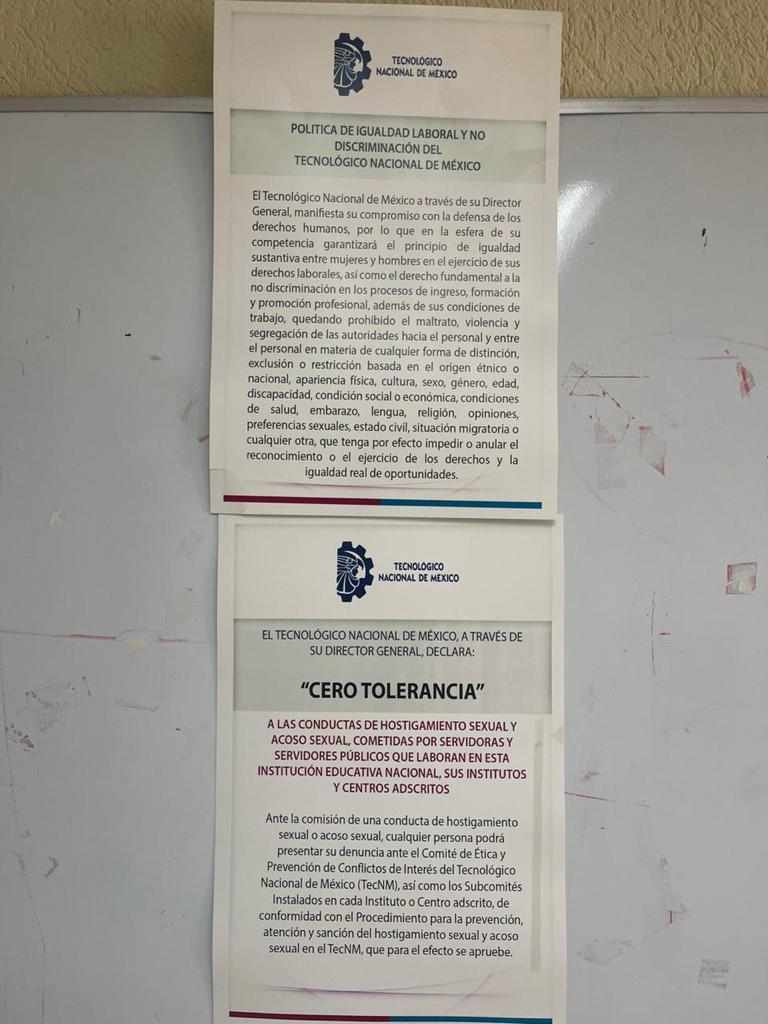 TECNOLÓGICO
NACIONAL DE MÉXICO
POLITICA DE IGUALDAD LABORAL Y NO
DISCRIMINACIÓN DEL
TECNOLÓGICO NACIONAL DE MÉXICO
El Tecnológico Nacional de México a través de su Director
General, manifiesta su compromiso con la defensa de los
derechos humanos, por lo que en la esfera de su
competencia garantizará el principio de igualdad
sustantiva entre mujeres y hombres en el ejercicio de sus
derechos laborales, así como el derecho fundamental a la
no discriminación en los procesos de ingreso, formación
y promoción profesional, además de sus condiciones de
trabajo, quedando prohibido el maltrato, violencia y
segregación de las autoridades hacia el personal y entre
el personal en materia de cualquier forma de distinción,
exclusión o restricción basada en el origen étnico o
nacional, apariencia física, cultura, sexo, género, edad,
discapacidad, condición social o económica, condiciones
de salud, embarazo, lengua, religión, opiniones,
preferencias sexuales, estado civil, situación migratoria o
cualquier otra, que tenga por efecto impedir o anular el
reconocimiento o el ejercicio de los derechos y la
igualdad real de oportunidades.
TECNOLÓGICO
NACIONAL DE MÉXICO
EL TECNOLÓGICO NACIONAL DE MÉXICO, A TRAVÉS DE
SU DIRECTOR GENERAL, DECLARA:
“CERO TOLERANCIA”
A LAS CONDUCTAS DE HOSTIGAMIENTO SEXUAL Y
ACOSO SEXUAL, COMETIDAS POR SERVIDORAS Y
SERVIDORES PÚBLICOS QUE LABORAN EN ESTA
INSTITUCIÓN EDUCATIVA NACIONAL, SUS INSTITUTOS
Y CENTROS ADSCRITOS
Ante la comisión de una conducta de hostigamiento
sexual o acoso sexual, cualquier persona podrá
presentar su denuncia ante el Comité de Ética y
Prevención de Conflictos de Interés del Tecnológico
Nacional de México (TecNM), así como los Subcomités
Instalados en cada Instituto o Centro adscrito, de
conformidad con el Procedimiento para la prevención,
atención y sanción del hostigamiento sexual y acoso
sexual en el TecNM, que para el efecto se apruebe.